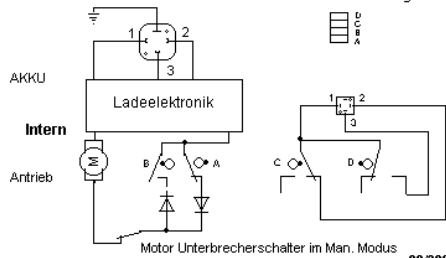 D
C
B
A
1 2
3
AKKU
Ladeelektronik
1 2
3
Intern
M
B A
C D
Antrieb
Motor Unterbrecherschalter im Man. Modus